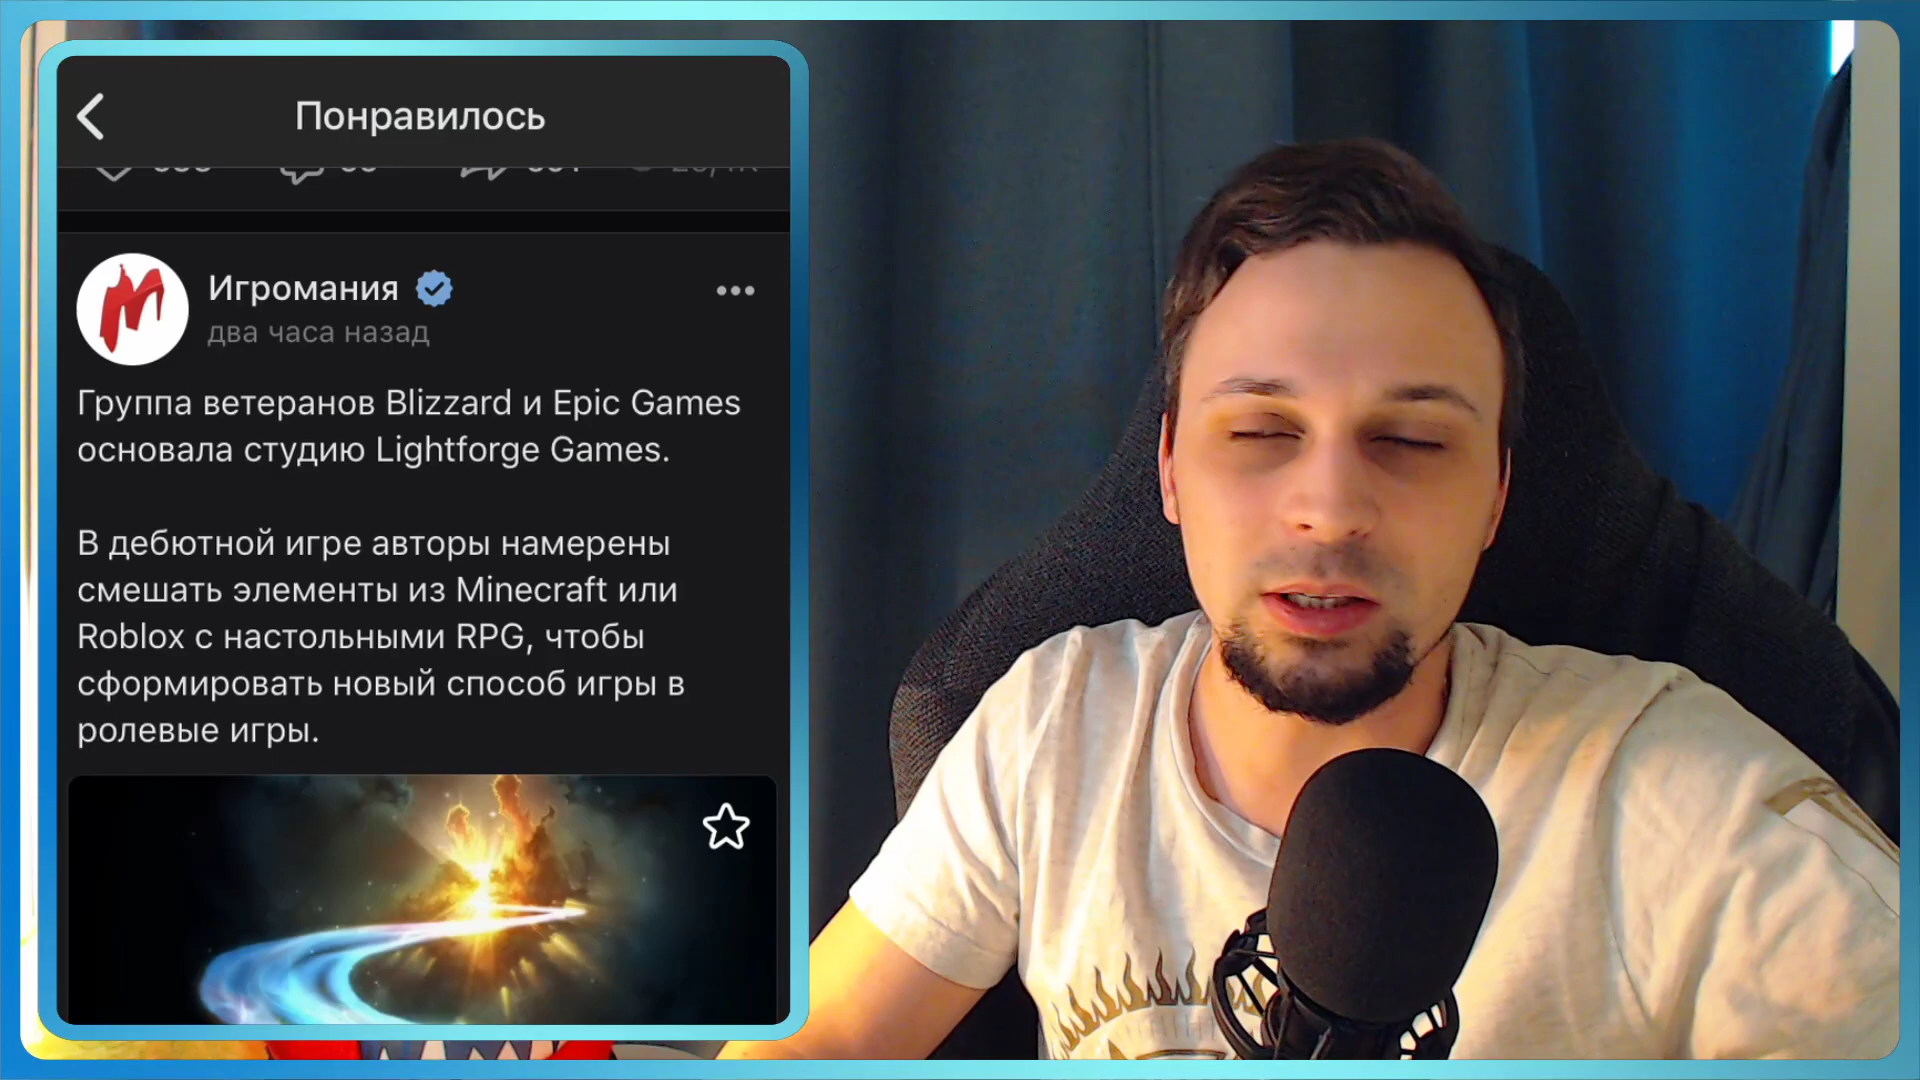 Понравилось
Игромания
два часа назад
Группа ветеранов Blizzard и Epic Games
основала студию Lightforge Games.
В дебютной игре авторы намерены
смешать элементы из Minecraft или
Roblox с настольными RPG, чтобы
сформировать новый способ игры в
ролевые игры.